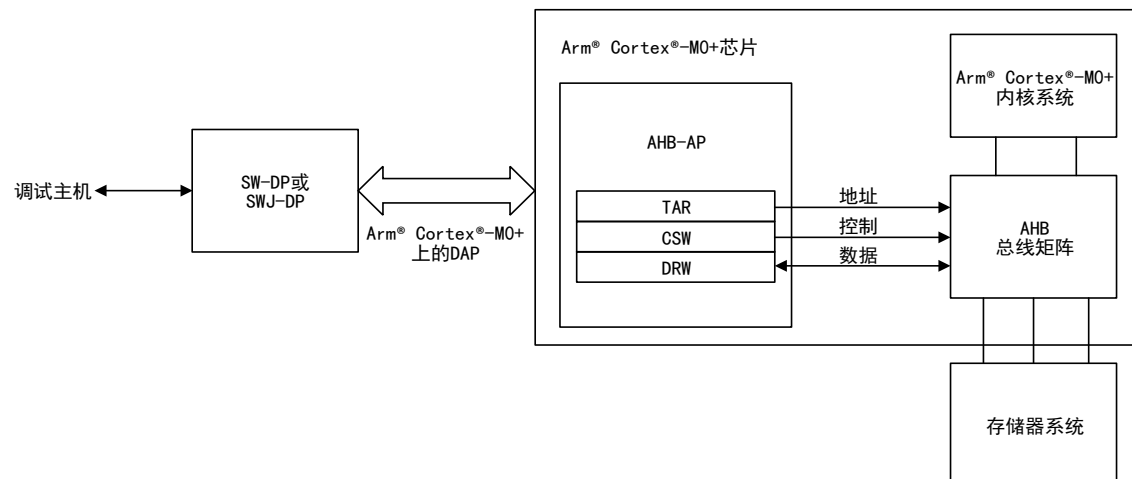 Arm® Cortex®-M0+芯片
Arm® Cortex®-M0+
内核系统
AHB-AP
SW-DP或
SWJ-DP
调试主机
Arm® Cortex®-M0+
上的DAP
TAR
CSW
DRW
地址
控制
数据
AHB
总线矩阵
存储器系统